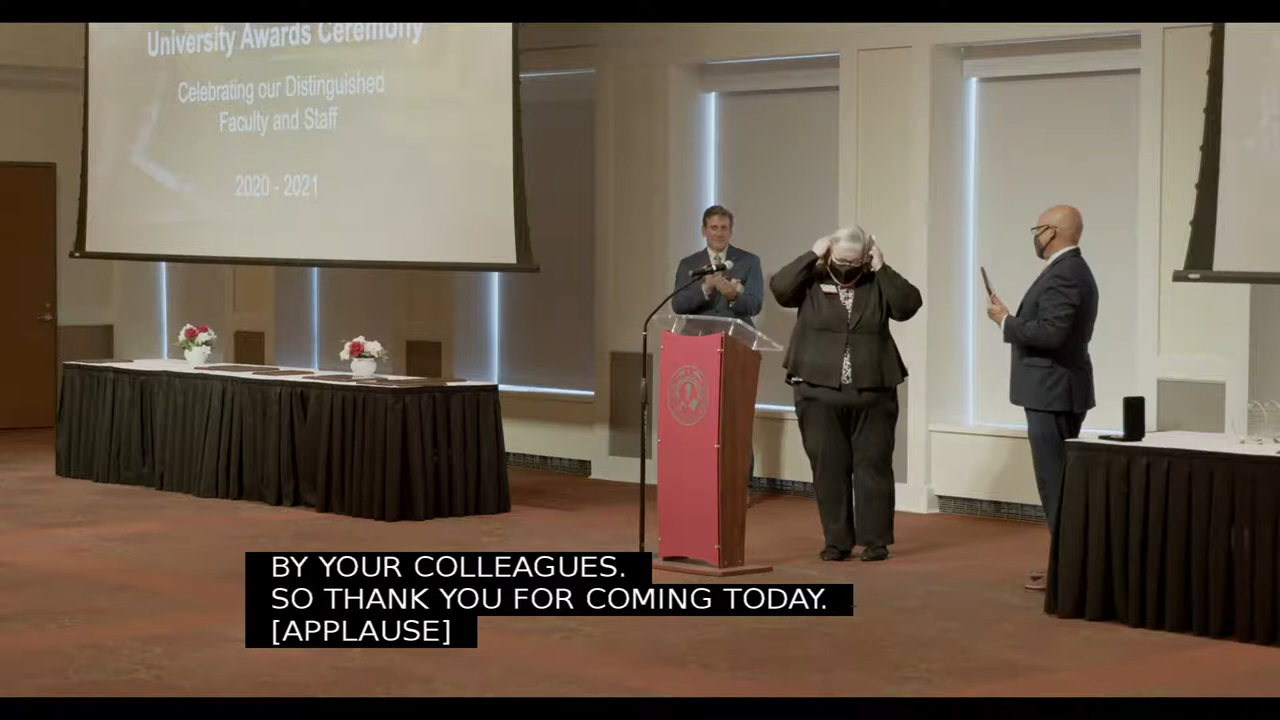 University Awards Ceremony
Celebrating our Distinguished
Faculty and Staff
2020 - 2021
BY YOUR COLLEAGUES.
SO THANK YOU FOR COMING TODAY.
[APPLAUSE]